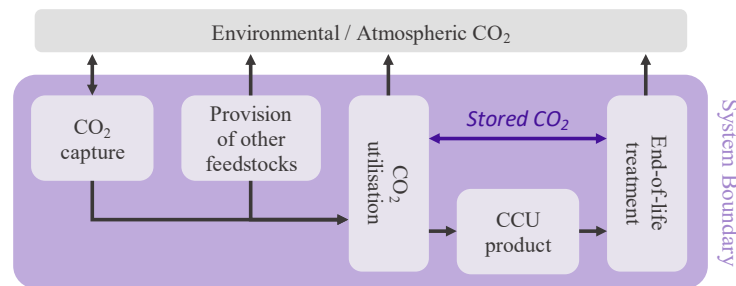 Environmental / Atmospheric CO₂
CO₂
capture
Provision
of other
feedstocks
CO₂
utilisation
Stored CO₂
CCU
product
End-of-life
treatment
System Boundary